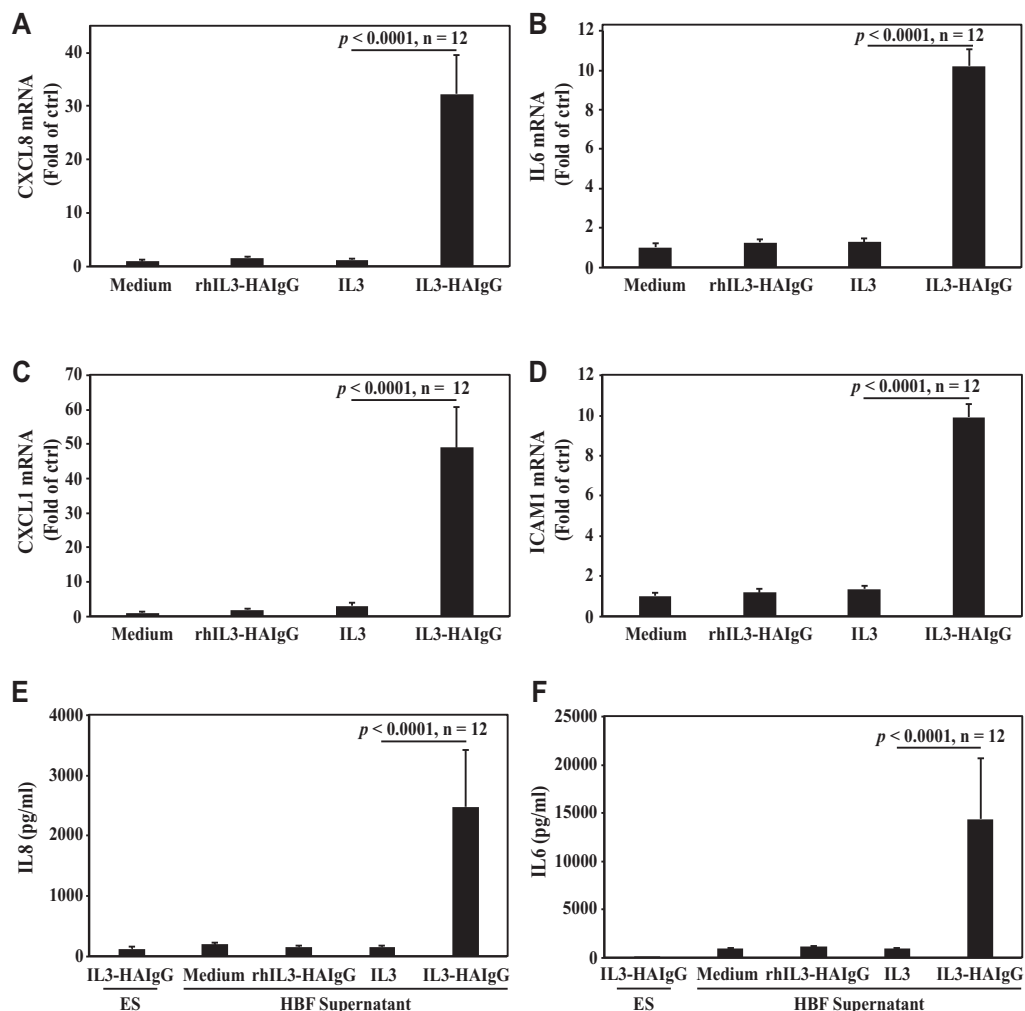 A
CXCL8 mRNA
(Fold of ctrl)
40
30
20
10
0
p < 0.0001, n = 12
Medium rhIL3-HAIgG IL3 IL3-HAIgG
B
IL6 mRNA
(Fold of ctrl)
12
10
8
6
4
2
0
p < 0.0001, n = 12
Medium rhIL3-HAIgG IL3 IL3-HAIgG
C
CXCL1 mRNA
(Fold of ctrl)
70
60
50
40
30
20
10
0
p < 0.0001, n = 12
Medium rhIL3-HAIgG IL3 IL3-HAIgG
D
ICAM1 mRNA
(Fold of ctrl)
12
10
8
6
4
2
0
p < 0.0001, n = 12
Medium rhIL3-HAIgG IL3 IL3-HAIgG
E
IL8 (pg/ml)
4000
3000
2000
1000
0
p < 0.0001, n = 12
IL3-HAIgG Medium rhIL3-HAIgG IL3 IL3-HAIgG
ES HBF Supernatant
F
IL6 (pg/ml)
25000
20000
15000
10000
5000
0
p < 0.0001, n = 12
IL3-HAIgG Medium rhIL3-HAIgG IL3 IL3-HAIgG
ES HBF Supernatant